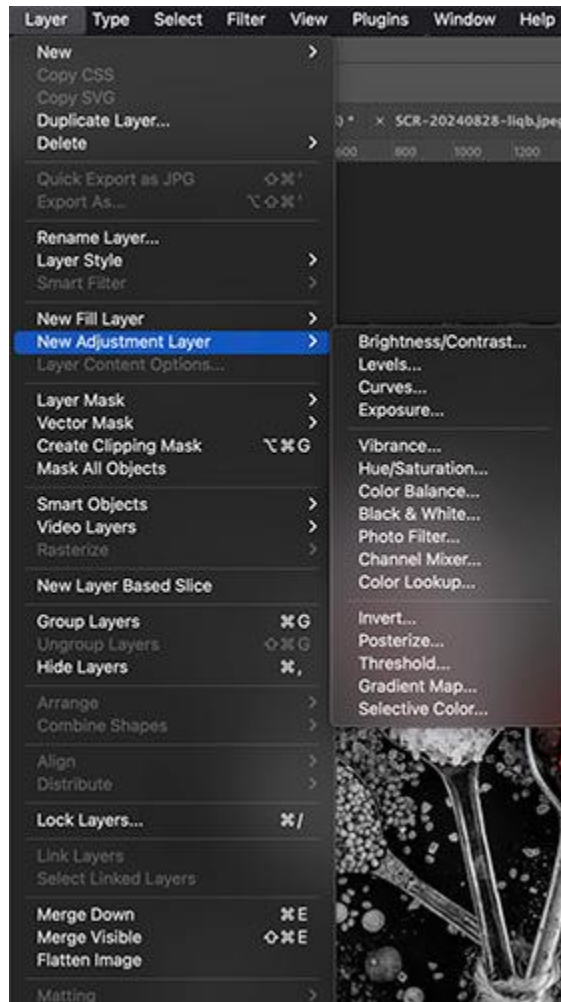 Layer Type Select Filter View Plugins Window Help
New >
Copy CSS
Copy SVG
Duplicate Layer...
Delete >
Quick Export as JPG ⇧⌘'
Export As... ⌥⇧⌘'
Rename Layer...
Layer Style >
Smart Filter >
New Fill Layer >
New Adjustment Layer >
Layer Content Options...
Layer Mask >
Vector Mask >
Create Clipping Mask ⌥⌘G
Mask All Objects
Smart Objects >
Video Layers >
Rasterize >
New Layer Based Slice
Group Layers ⌘G
Ungroup Layers ⇧⌘G
Hide Layers ⌘,
Arrange >
Combine Shapes >
Align >
Distribute >
Lock Layers... ⌘/
Link Layers
Select Linked Layers
Merge Down ⌘E
Merge Visible ⇧⌘E
Flatten Image
Matting >
) * × SCR-20240828-liqb.jpeg
600 800 1000 1200
Brightness/Contrast...
Levels...
Curves...
Exposure...
Vibrance...
Hue/Saturation...
Color Balance...
Black & White...
Photo Filter...
Channel Mixer...
Color Lookup...
Invert...
Posterize...
Threshold...
Gradient Map...
Selective Color...